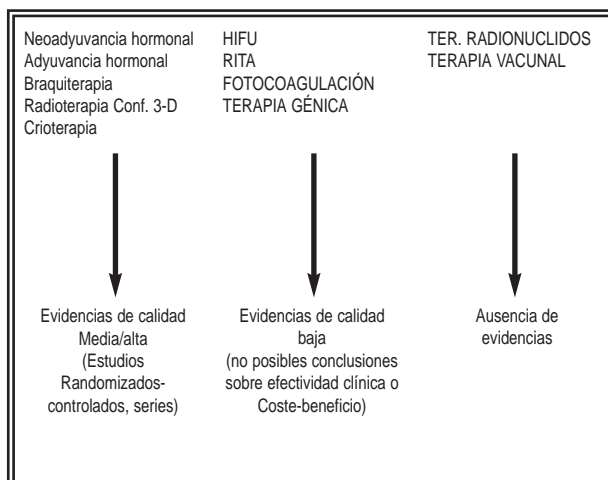 Neoadyuvancia hormonal
Adyuvancia hormonal
Braquiterapia
Radioterapia Conf. 3-D
Crioterapia
HIFU
RITA
FOTOCOAGULACIÓN
TERAPIA GÉNICA
TER. RADIONUCLIDOS
TERAPIA VACUNAL
Evidencias de calidad
Media/alta
(Estudios
Randomizados-
controlados, series)
Evidencias de calidad
baja
(no posibles conclusiones
sobre efectividad clínica o
Coste-beneficio)
Ausencia de
evidencias